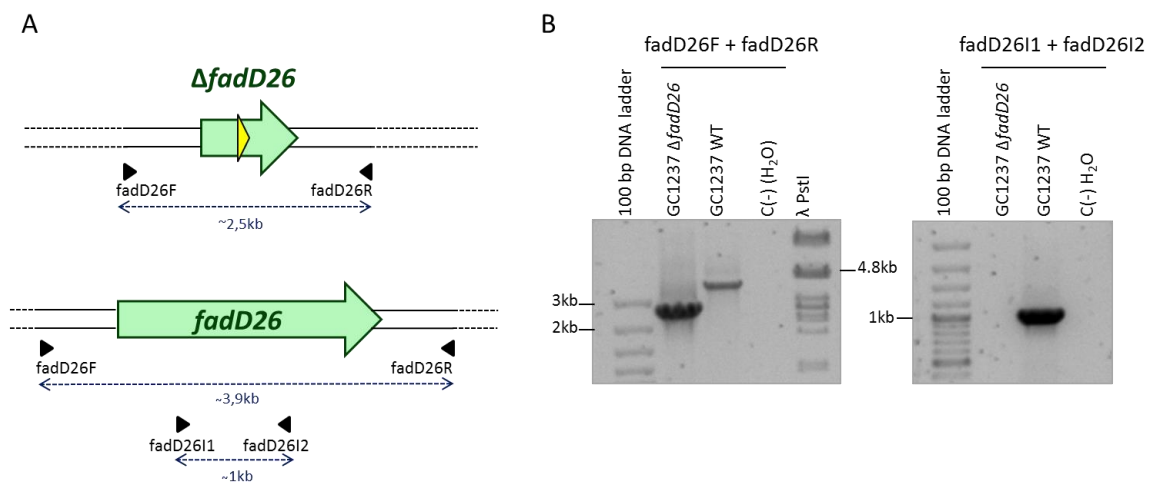 A
ΔfadD26
fadD26F
fadD26R
~2,5kb
fadD26
fadD26F
fadD26R
~3,9kb
fadD26I1
fadD26I2
~1kb
B
fadD26F + fadD26R
100 bp DNA ladder
GC1237 ΔfadD26
GC1237 WT
C(-) (H₂O)
λ PstI
3kb
2kb
4.8kb
fadD26I1 + fadD26I2
100 bp DNA ladder
GC1237 ΔfadD26
GC1237 WT
C(-) H₂O
1kb